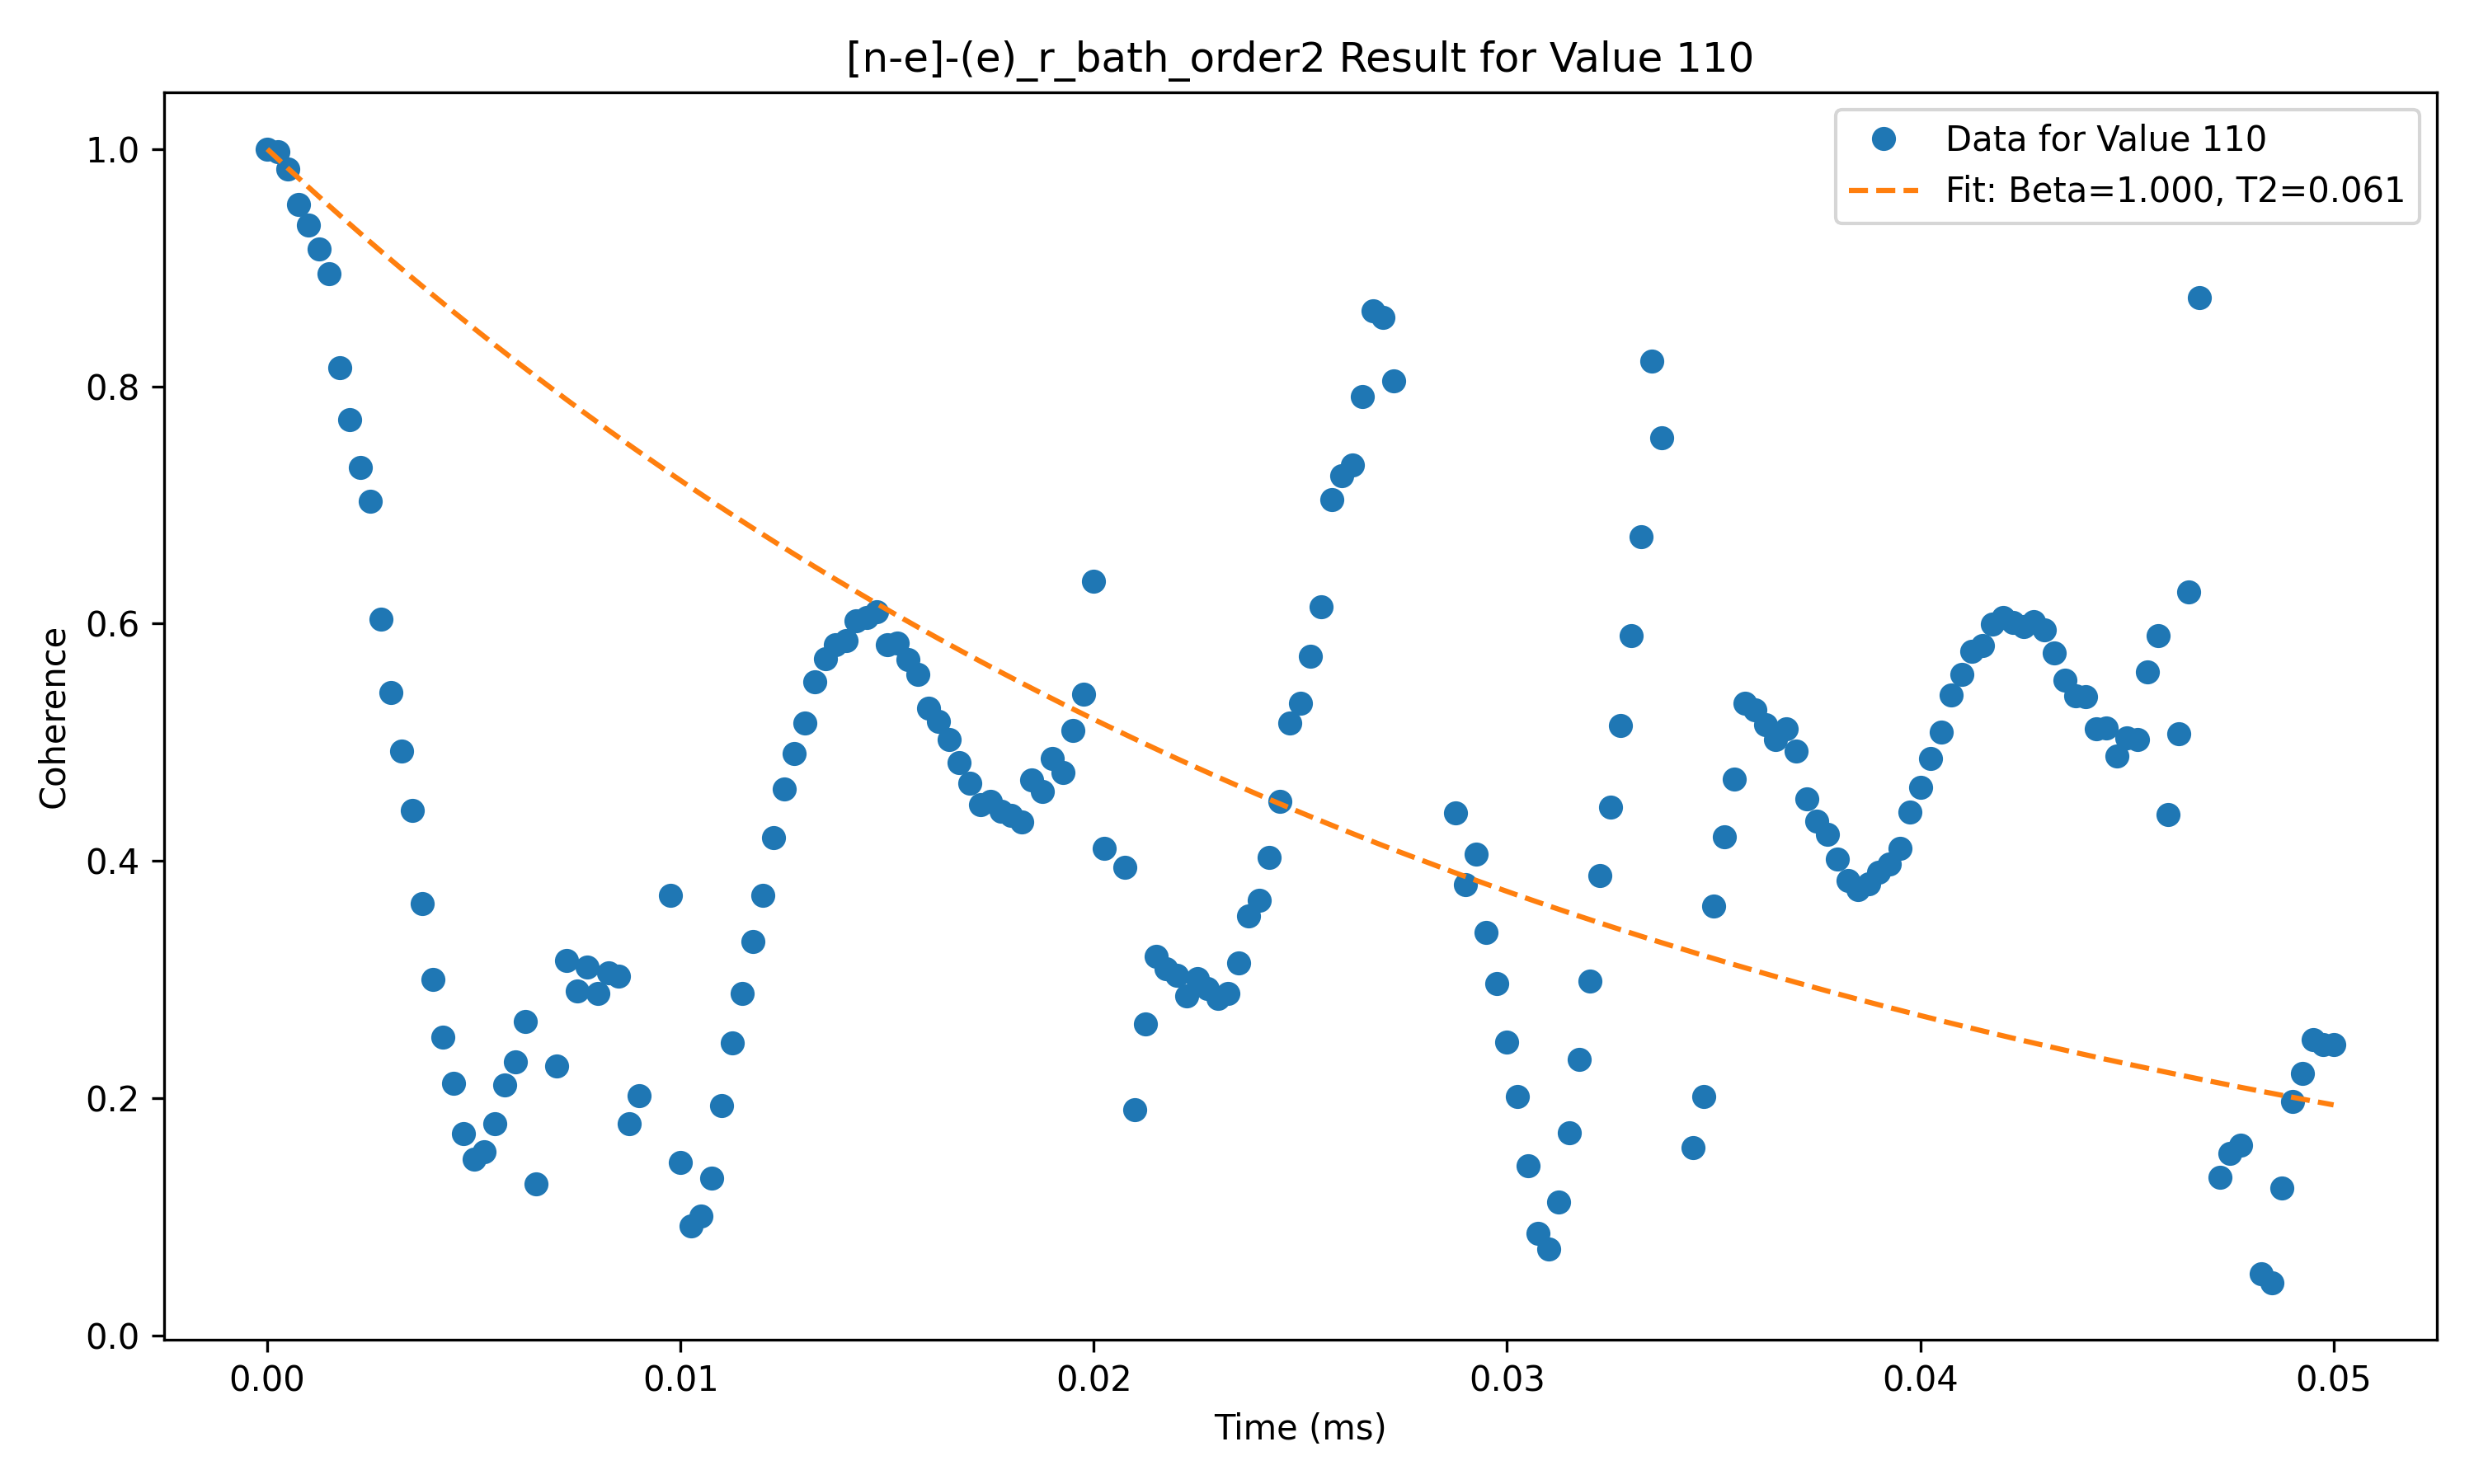 [n-e]-(e)_r_bath_order2 Result for Value 110
Data for Value 110
Fit: Beta=1.000, T2=0.061
Coherence
1.0
0.8
0.6
0.4
0.2
0.0
0.00 0.01 0.02 0.03 0.04 0.05
Time (ms)